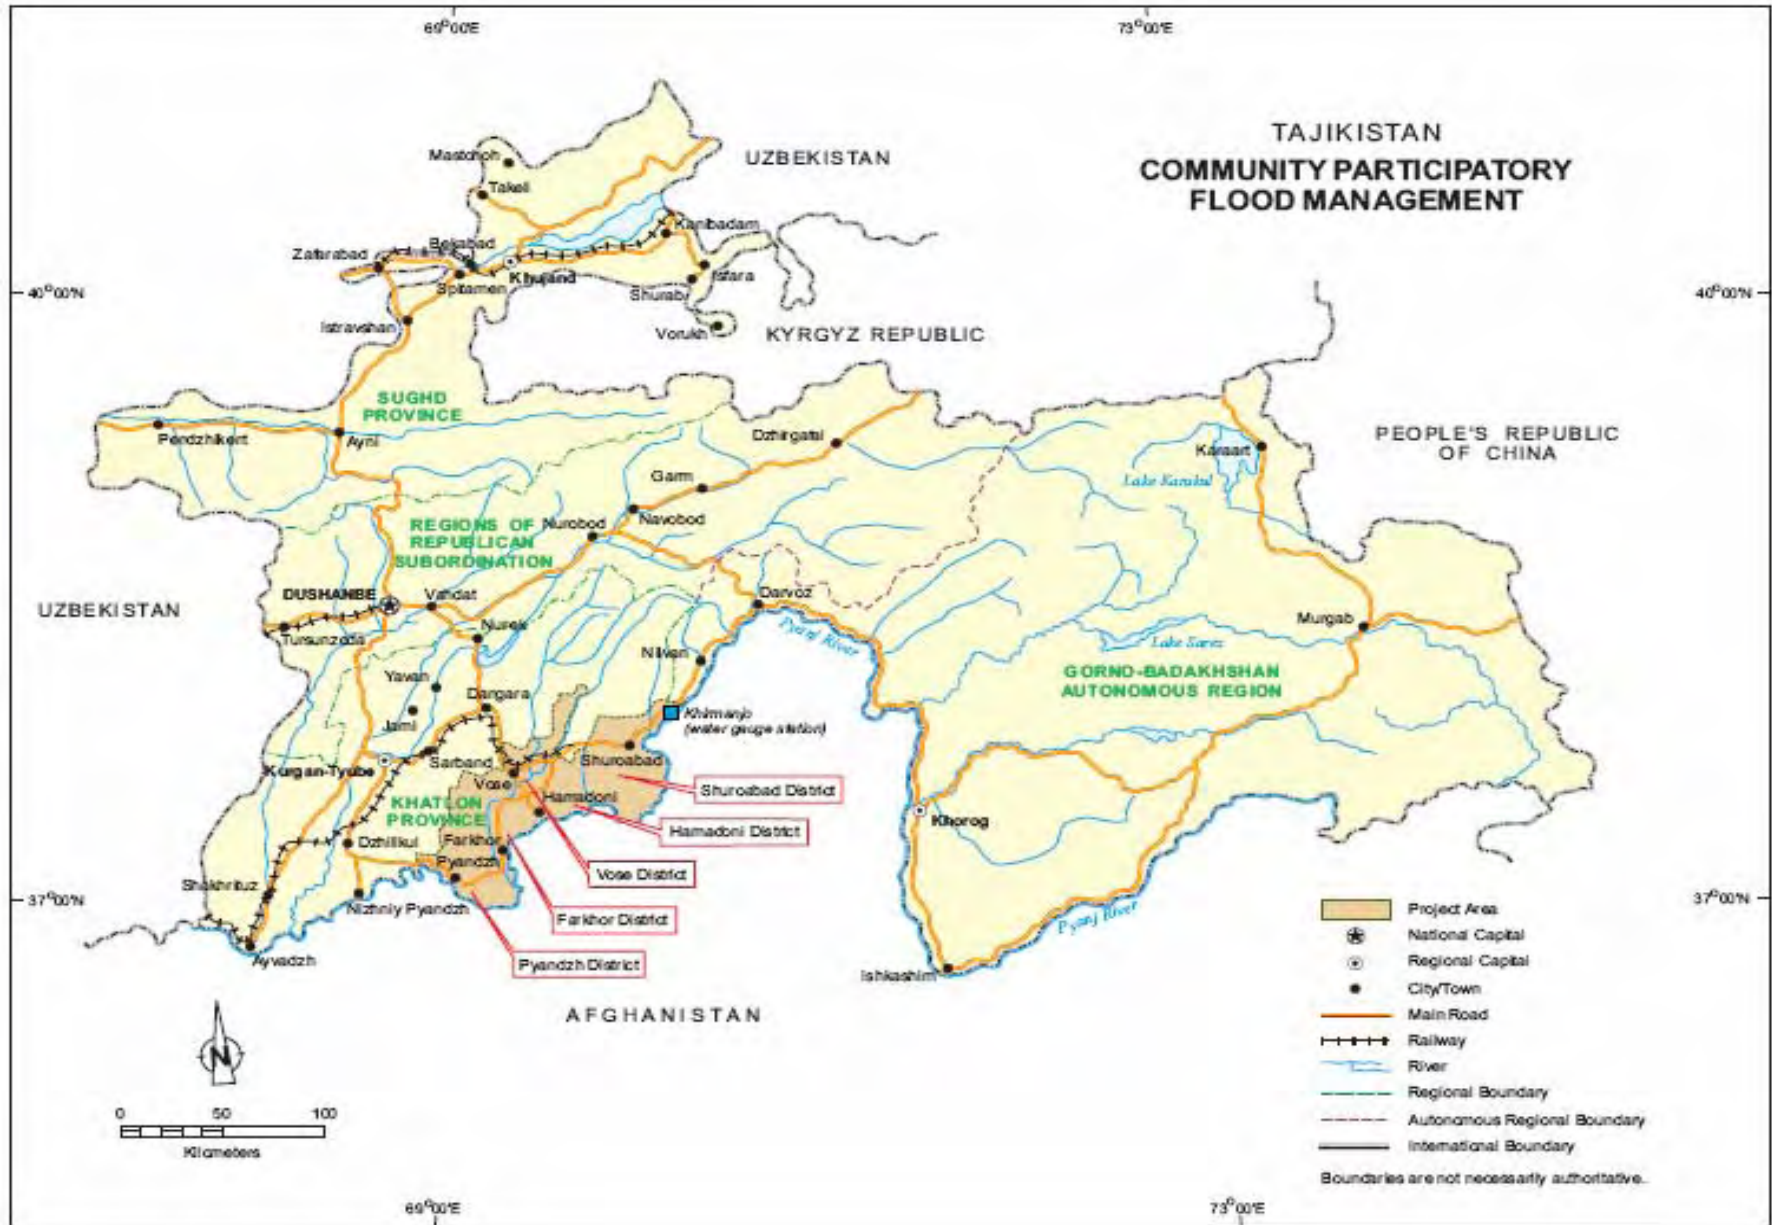 69°00'E
73°00'E
TAJIKISTAN
COMMUNITY PARTICIPATORY
FLOOD MANAGEMENT
UZBEKISTAN
Mastchoh
Takeli
Kanibadam
Bekabad
Zafarabad
Khujand
Isfara
Spitamen
Shurab
40°00'N
40°00'N
Istravshan
Vorukh
KYRGYZ REPUBLIC
SUGHD
PROVINCE
Pendzhikent
Ayni
Dzhirgatal
PEOPLE'S REPUBLIC
OF CHINA
Karaart
Garm
Lake Karakul
Navobod
Nurobod
REGIONS OF
REPUBLICAN
SUBORDINATION
DUSHANBE
Vahdat
Darvoz
UZBEKISTAN
Tursunzoda
Nurek
Pyanj River
Murgab
Lake Sarez
Nilvan
GORNO-BADAKHSHAN
AUTONOMOUS REGION
Yavan
Dangara
Jami
Khirmanjo
(water gauge station)
Sarband
Shuroabad
Kurgan-Tyube
Vose
Shuroabad District
Hamadoni
KHATLON
PROVINCE
Khorog
Hamadoni District
Dzhilikul
Farkhor
Pyandzh
Vose District
Shakhrituz
Nizhniy Pyandzh
37°00'N
37°00'N
Farkhor District
Pyanj River
Ayvadzh
Pyandzh District
Ishkashim
AFGHANISTAN
N
0 50 100
Kilometers
Project Area
National Capital
Regional Capital
City/Town
Main Road
Railway
River
Regional Boundary
Autonomous Regional Boundary
International Boundary
Boundaries are not necessarily authoritative.
69°00'E
73°00'E